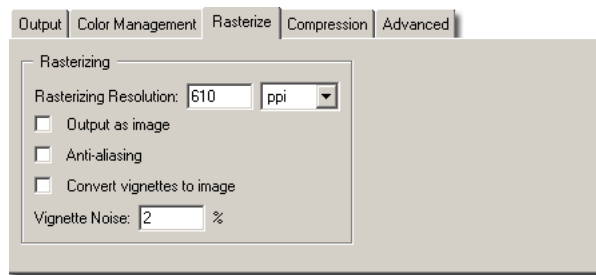 Output Color Management Rasterize Compression Advanced
Rasterizing
Rasterizing Resolution: 610 ppi
Output as image
Anti-aliasing
Convert vignettes to image
Vignette Noise: 2 %